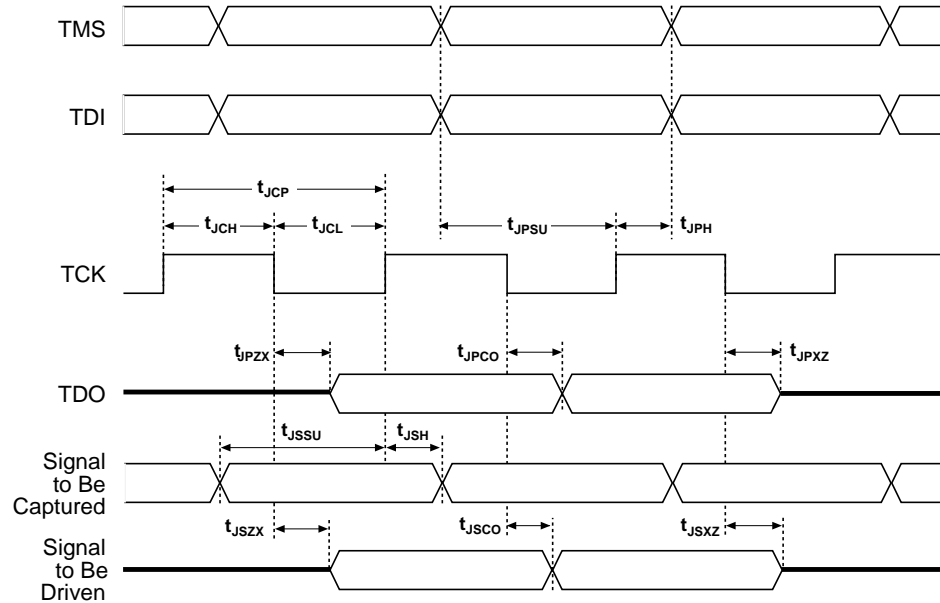 TMS
TDI
tJCP
tJCH
tJCL
tJPSU
tJPH
TCK
tJPZX
tJPCO
tJPXZ
TDO
tJSSU
tJSH
Signal
to Be
Captured
tJSZX
tJSCO
tJSXZ
Signal
to Be
Driven